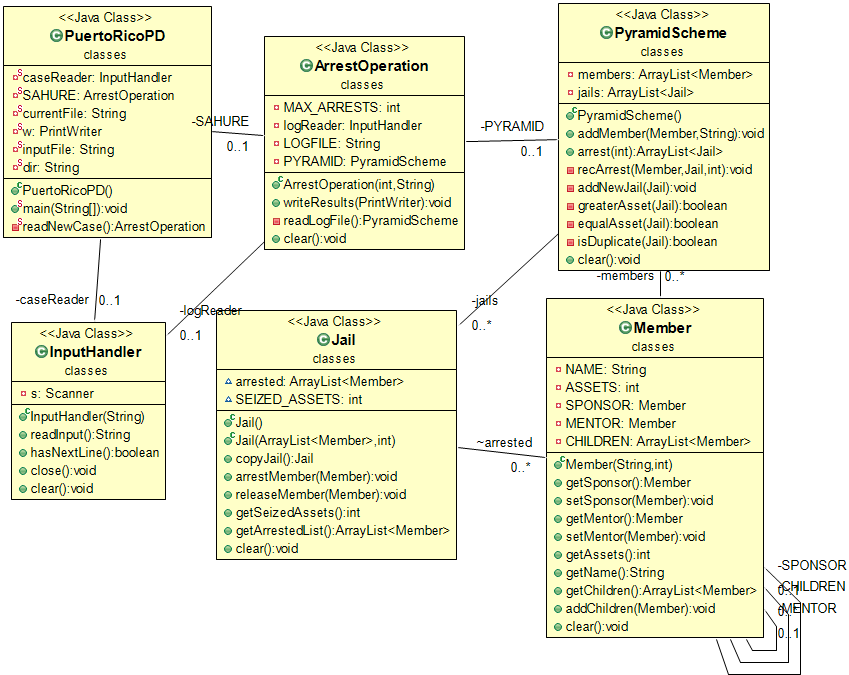 <<Java Class>>
PuertoRicoPD
classes
caseReader: InputHandler
SAHURE: ArrestOperation
currentFile: String
w: PrintWriter
inputFile: String
dir: String
PuertoRicoPD()
main(String[]):void
readNewCase():ArrestOperation
-SAHURE
0..1
<<Java Class>>
ArrestOperation
classes
MAX_ARRESTS: int
logReader: InputHandler
LOGFILE: String
PYRAMID: PyramidScheme
ArrestOperation(int,String)
writeResults(PrintWriter):void
readLogFile():PyramidScheme
clear():void
-PYRAMID
0..1
<<Java Class>>
PyramidScheme
classes
members: ArrayList<Member>
jails: ArrayList<Jail>
PyramidScheme()
addMember(Member,String):void
arrest(int):ArrayList<Jail>
recArrest(Member,Jail,int):void
addNewJail(Jail):void
greaterAsset(Jail):boolean
equalAsset(Jail):boolean
isDuplicate(Jail):boolean
clear():void
-members
0..*
-caseReader
0..1
-logReader
0..1
-jails
0..*
<<Java Class>>
InputHandler
classes
s: Scanner
InputHandler(String)
readInput():String
hasNextLine():boolean
close():void
clear():void
<<Java Class>>
Jail
classes
arrested: ArrayList<Member>
SEIZED_ASSETS: int
Jail()
Jail(ArrayList<Member>,int)
copyJail():Jail
arrestMember(Member):void
releaseMember(Member):void
getSeizedAssets():int
getArrestedList():ArrayList<Member>
clear():void
~arrested
0..*
<<Java Class>>
Member
classes
NAME: String
ASSETS: int
SPONSOR: Member
MENTOR: Member
CHILDREN: ArrayList<Member>
Member(String,int)
getSponsor():Member
setSponsor(Member):void
getMentor():Member
setMentor(Member):void
getAssets():int
getName():String
getChildren():ArrayList<Member>
addChildren(Member):void
clear():void
-SPONSOR
-CHILDREN
-MENTOR
0..1